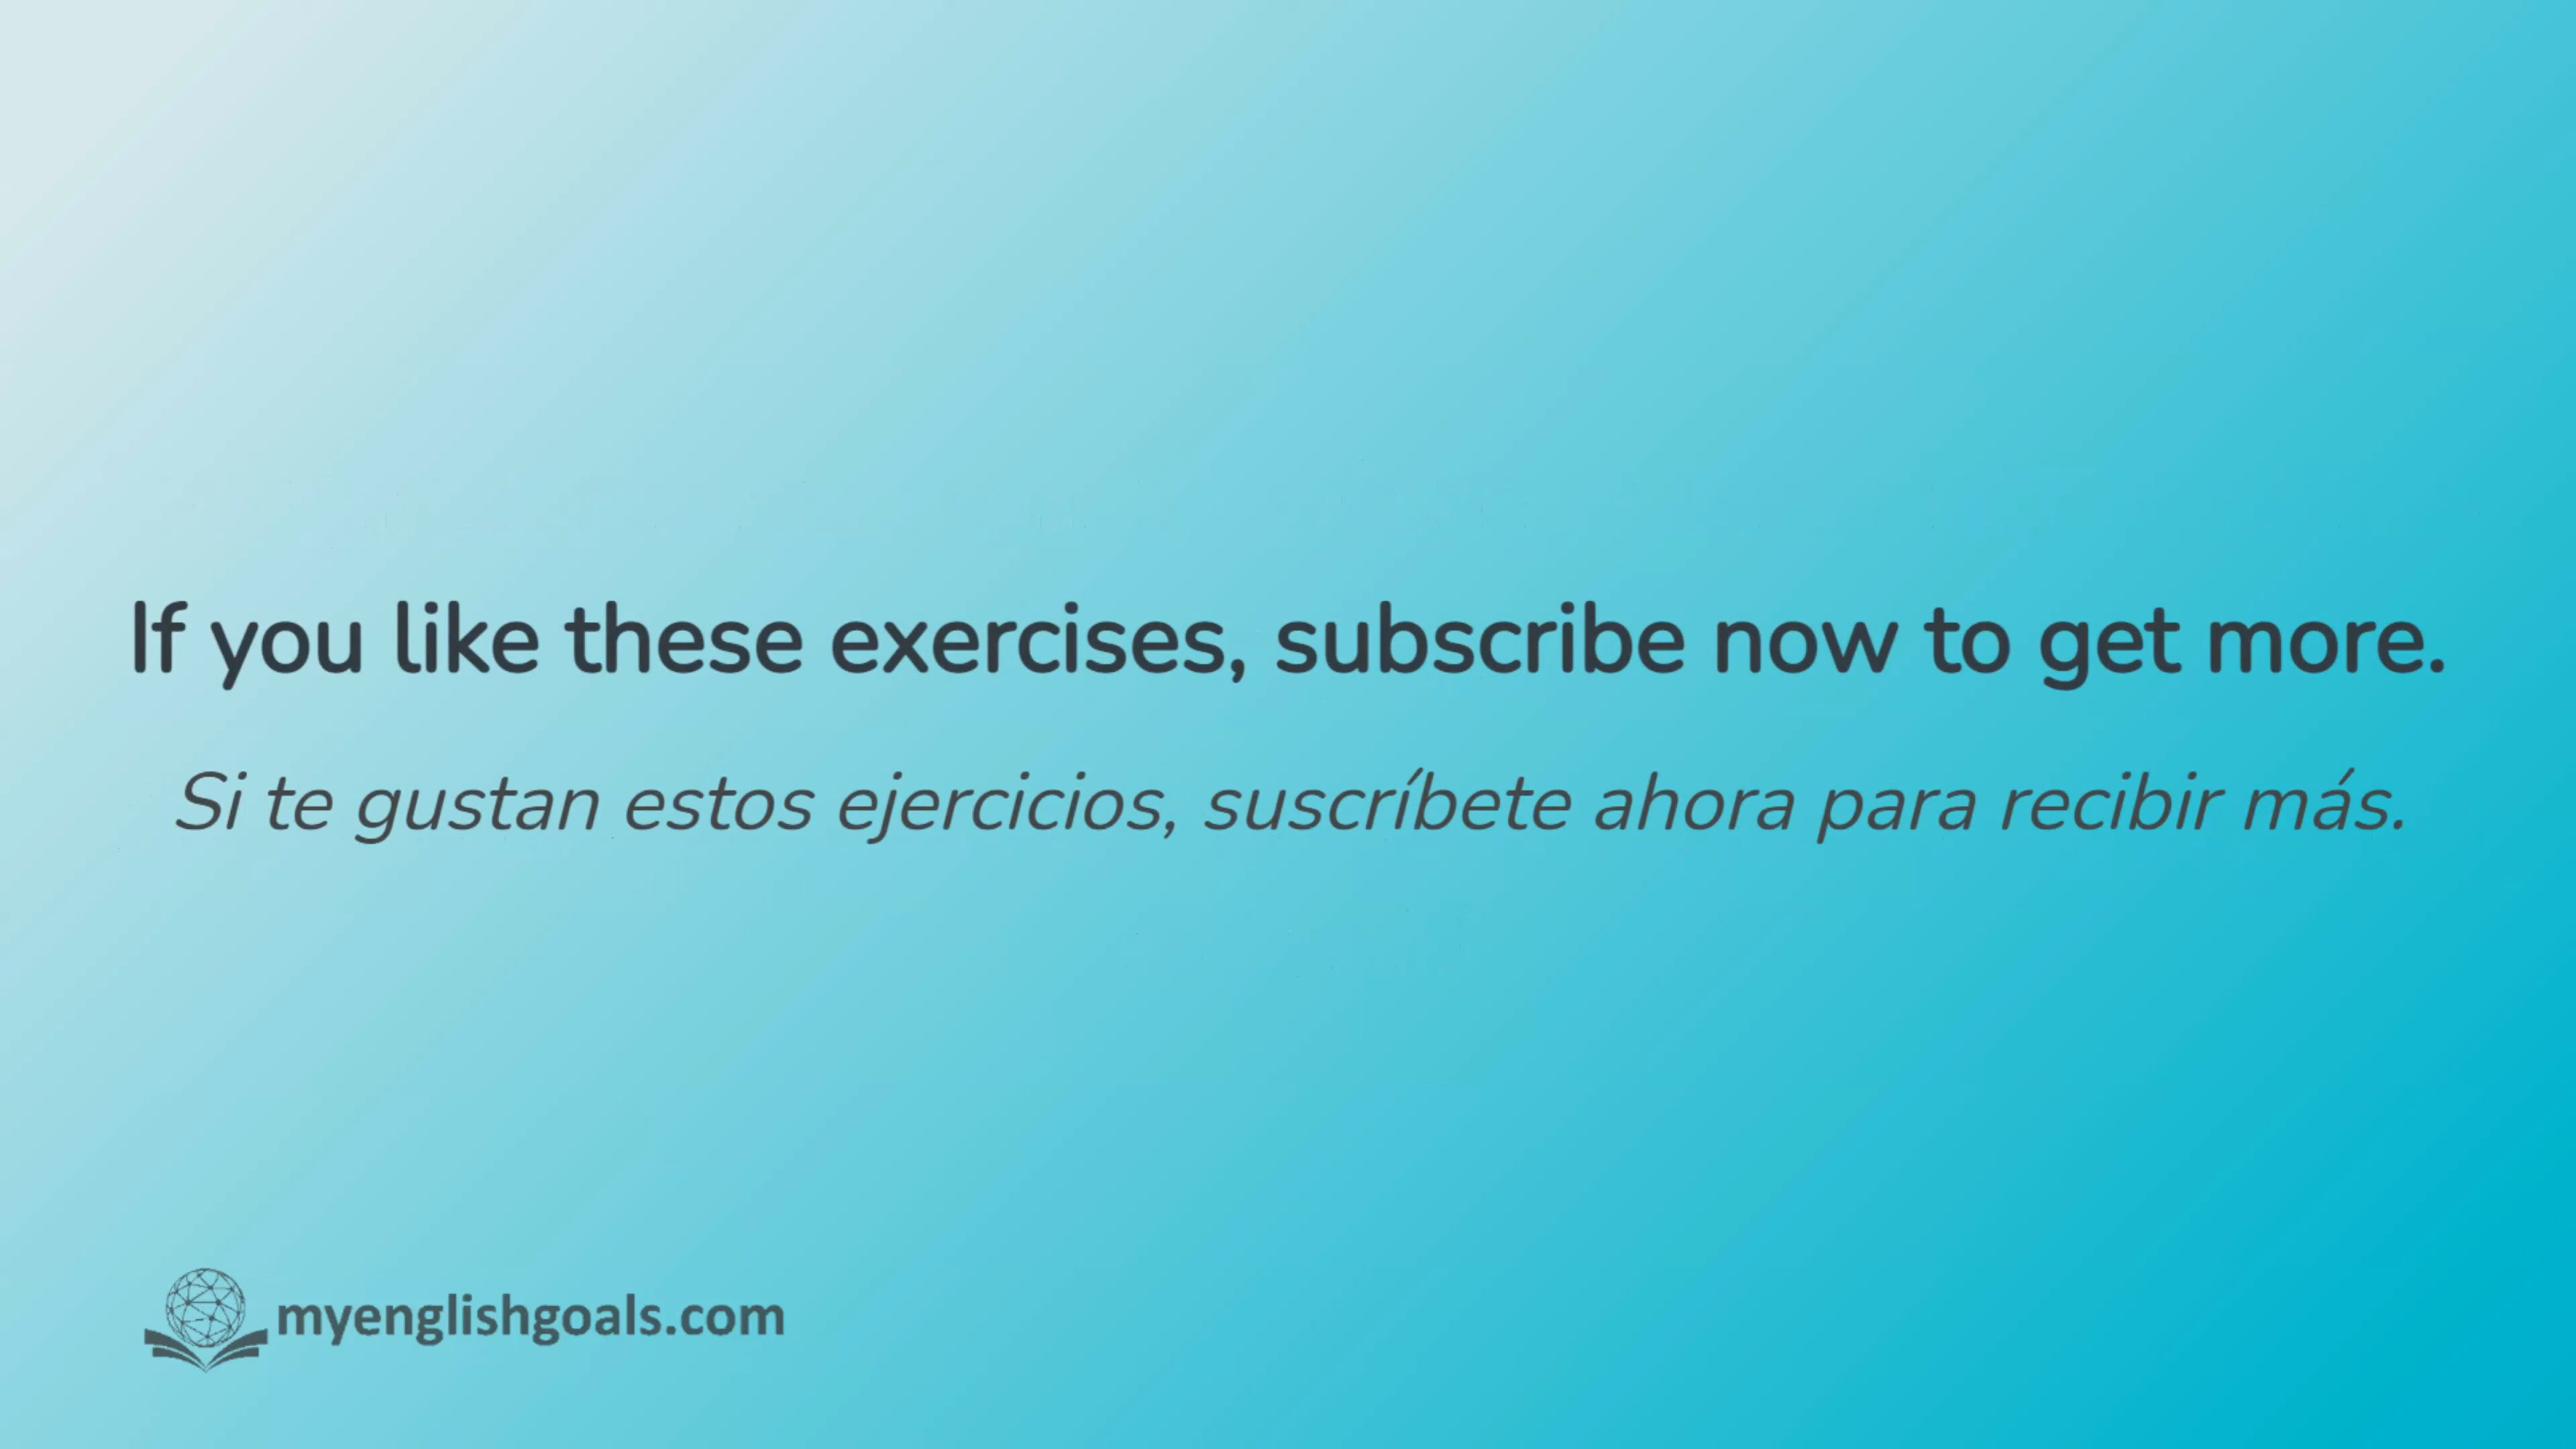 If you like these exercises, subscribe now to get more.
Si te gustan estos ejercicios, suscríbete ahora para recibir más.
myenglishgoals.com